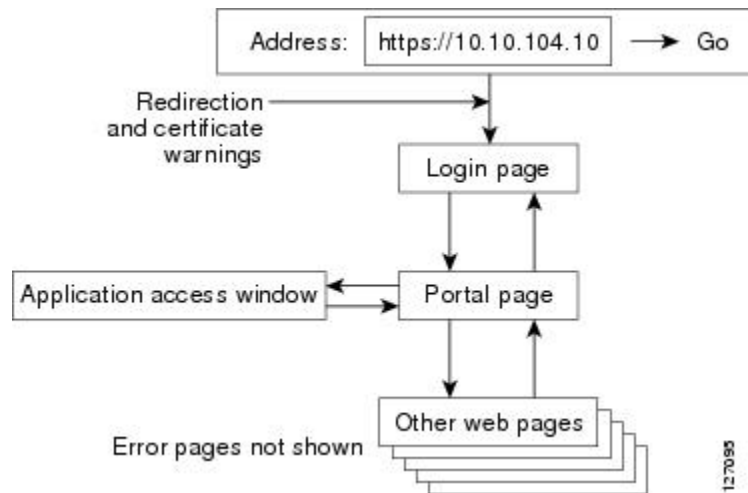 Address: https://10.10.104.10 Go
Redirection
and certificate
warnings
Login page
Application access window
Portal page
Other web pages
Error pages not shown
127095